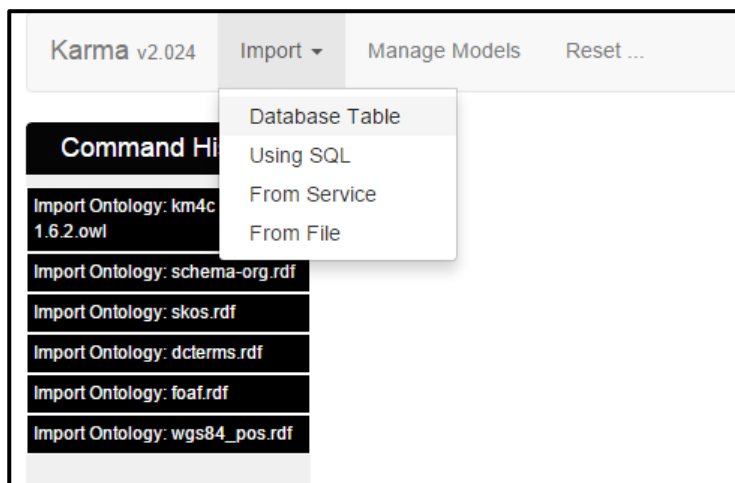 Karma v2.024 Import Manage Models Reset ...
Database Table
Using SQL
From Service
From File
Command Hi
Import Ontology: km4c
1.6.2.owl
Import Ontology: schema-org.rdf
Import Ontology: skos.rdf
Import Ontology: dcterms.rdf
Import Ontology: foaf.rdf
Import Ontology: wgs84_pos.rdf